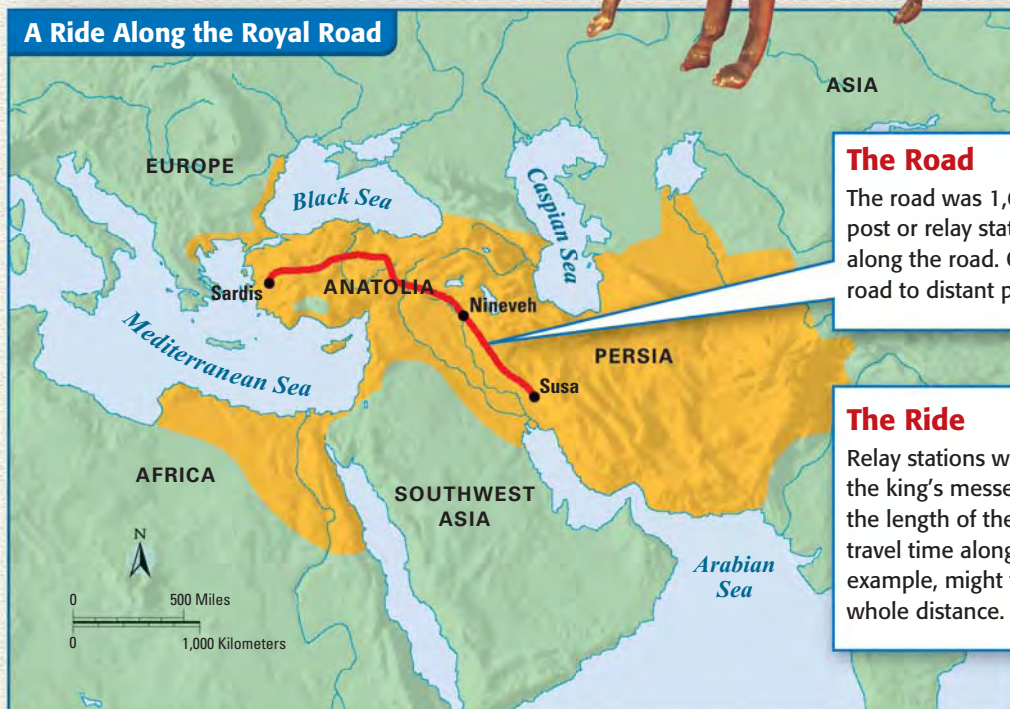 A Ride Along the Royal Road
ASIA
EUROPE
Black Sea
Caspian Sea
The Road
The road was
post or relay
along the road.
road to distant
Sardis
ANATOLIA
Nineveh
Mediterranean Sea
PERSIA
Susa
AFRICA
SOUTHWEST
ASIA
The Ride
Relay stations
the king's
the length of the
travel time along
example, might
whole distance.
Arabian
Sea
N
0 500 Miles
0 1,000 Kilometers